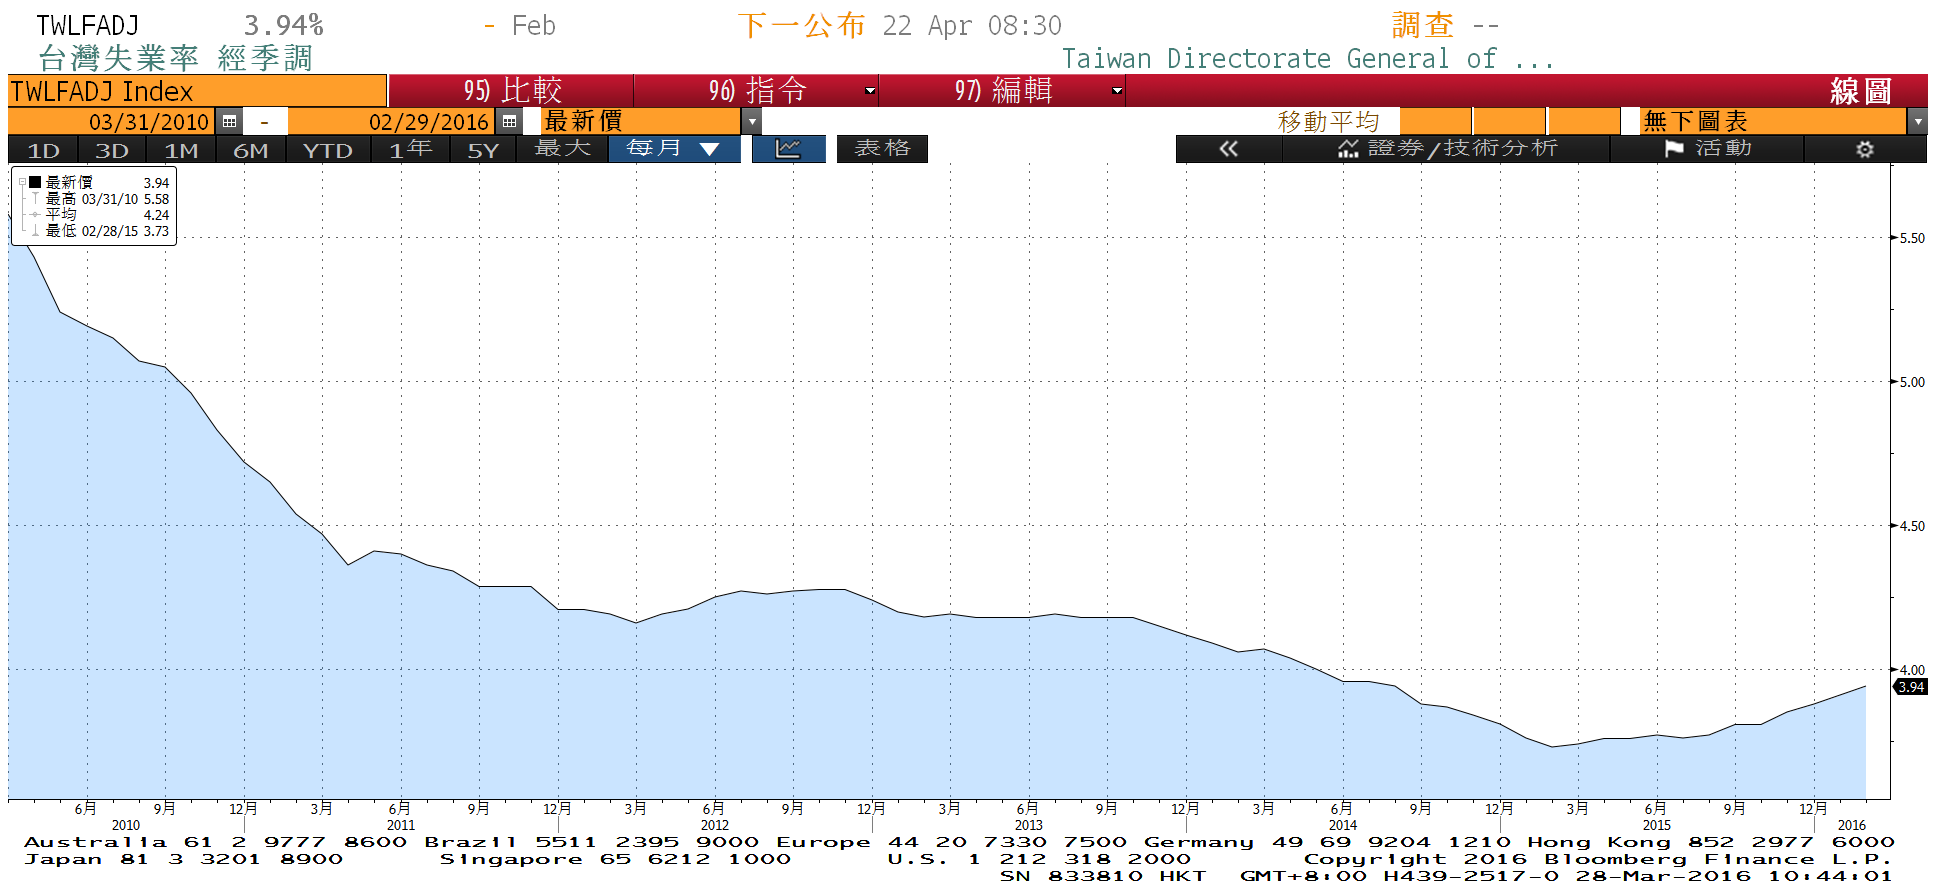 TWLFADJ 3.94% - Feb 下一公布 22 Apr 08:30 調查 --
台灣失業率 經季調 Taiwan Directorate General of ...
TWLFADJ Index 95) 比較 96) 指令 97) 編輯 線圖
03/31/2010 - 02/29/2016 最新價 移動平均 無下圖表
1D 3D 1M 6M YTD 1年 5Y 最大 每月 表格 « 證券/技術分析 活動
最新價 3.94
最高 03/31/10 5.58
平均 4.24
最低 02/28/15 3.73
5.50
5.00
4.50
4.00
3.94
6月 9月 12月 3月 6月 9月 12月 3月 6月 9月 12月 3月 6月 9月 12月 3月 6月 9月 12月 3月 6月 9月 12月
2010 2011 2012 2013 2014 2015 2016
Australia 61 2 9777 8600 Brazil 5511 2395 9000 Europe 44 20 7330 7500 Germany 49 69 9204 1210 Hong Kong 852 2977 6000
Japan 81 3 3201 8900 Singapore 65 6212 1000 U.S. 1 212 318 2000 Copyright 2016 Bloomberg Finance L.P.
SN 833810 HKT GMT+8:00 H439-2517-0 28-Mar-2016 10:44:01